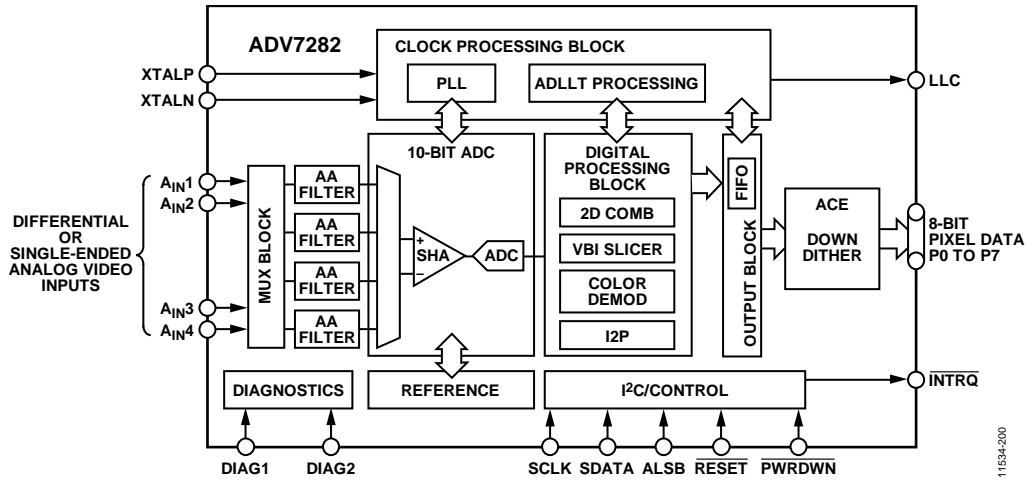 ADV7282
CLOCK PROCESSING BLOCK
PLL
ADLLT PROCESSING
XTALP
XTALN
LLC
10-BIT ADC
DIGITAL
PROCESSING
BLOCK
2D COMB
VBI SLICER
COLOR
DEMOD
I2P
FIFO
OUTPUT BLOCK
ACE
DOWN
DITHER
8-BIT
PIXEL DATA
P0 TO P7
DIFFERENTIAL
OR
SINGLE-ENDED
ANALOG VIDEO
INPUTS
AIN1
AIN2
AIN3
AIN4
MUX BLOCK
AA
FILTER
AA
FILTER
AA
FILTER
AA
FILTER
+
SHA
–
ADC
DIAGNOSTICS
REFERENCE
I2C/CONTROL
INTRQ
DIAG1
DIAG2
SCLK
SDATA
ALSB
RESET
PWRDWN
11534-200